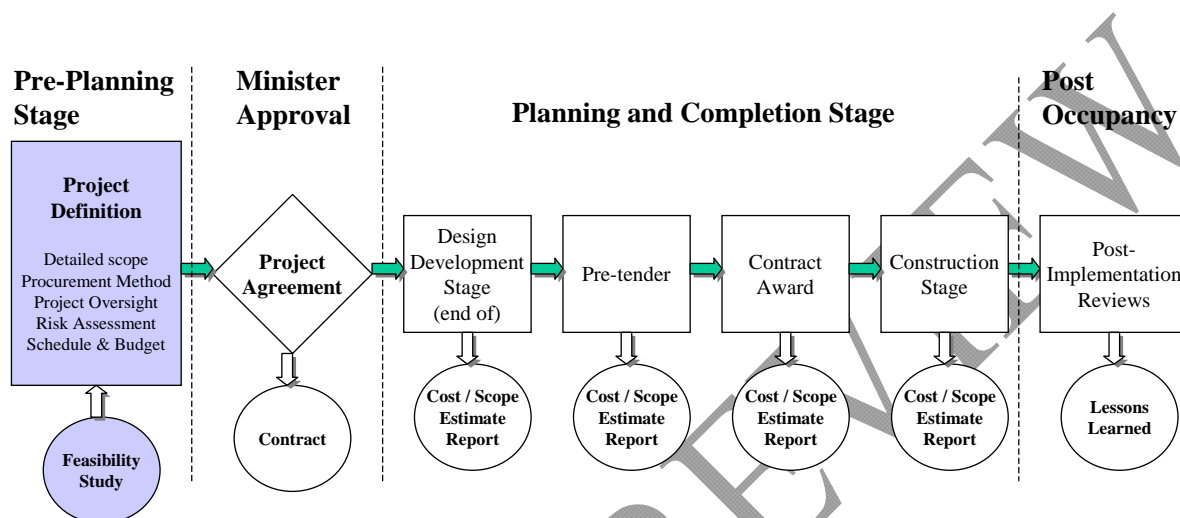 Pre-Planning
Stage
Minister
Approval
Planning and Completion Stage
Post
Occupancy
Project
Definition
Detailed scope
Procurement Method
Project Oversight
Risk Assessment
Schedule & Budget
Project
Agreement
Design
Development
Stage
(end of)
Pre-tender
Contract
Award
Construction
Stage
Post-
Implementation
Reviews
Feasibility
Study
Contract
Cost / Scope
Estimate
Report
Cost / Scope
Estimate
Report
Cost / Scope
Estimate
Report
Cost / Scope
Estimate
Report
Lessons
Learned